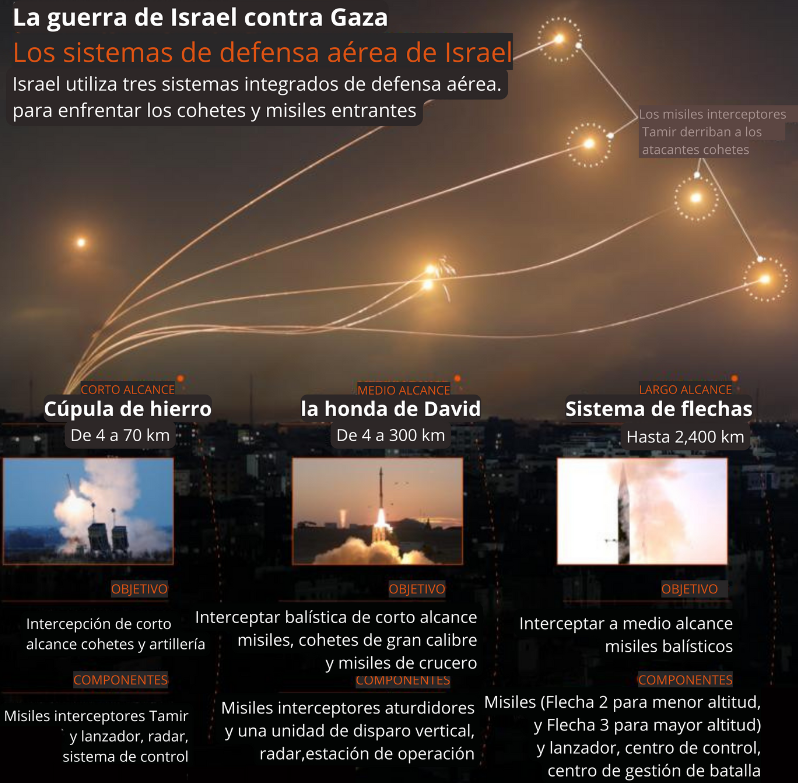 La guerra de Israel contra Gaza
Los sistemas de defensa aérea de Israel
Israel utiliza tres sistemas integrados de defensa aérea.
para enfrentar los cohetes y misiles entrantes
Los misiles interceptores
Tamir derriban a los
atacantes cohetes
CORTO ALCANCE
Cúpula de hierro
De 4 a 70 km
OBJETIVO
Intercepción de corto
alcance cohetes y artillería
COMPONENTES
Misiles interceptores Tamir
y lanzador, radar,
sistema de control
MEDIO ALCANCE
la honda de David
De 4 a 300 km
OBJETIVO
Interceptar balística de corto alcance
misiles, cohetes de gran calibre
y misiles de crucero
COMPONENTES
Misiles interceptores aturdidores
y una unidad de disparo vertical,
radar,estación de operación
LARGO ALCANCE
Sistema de flechas
Hasta 2,400 km
OBJETIVO
Interceptar a medio alcance
misiles balísticos
COMPONENTES
Misiles (Flecha 2 para menor altitud,
y Flecha 3 para mayor altitud)
y lanzador, centro de control,
centro de gestión de batalla